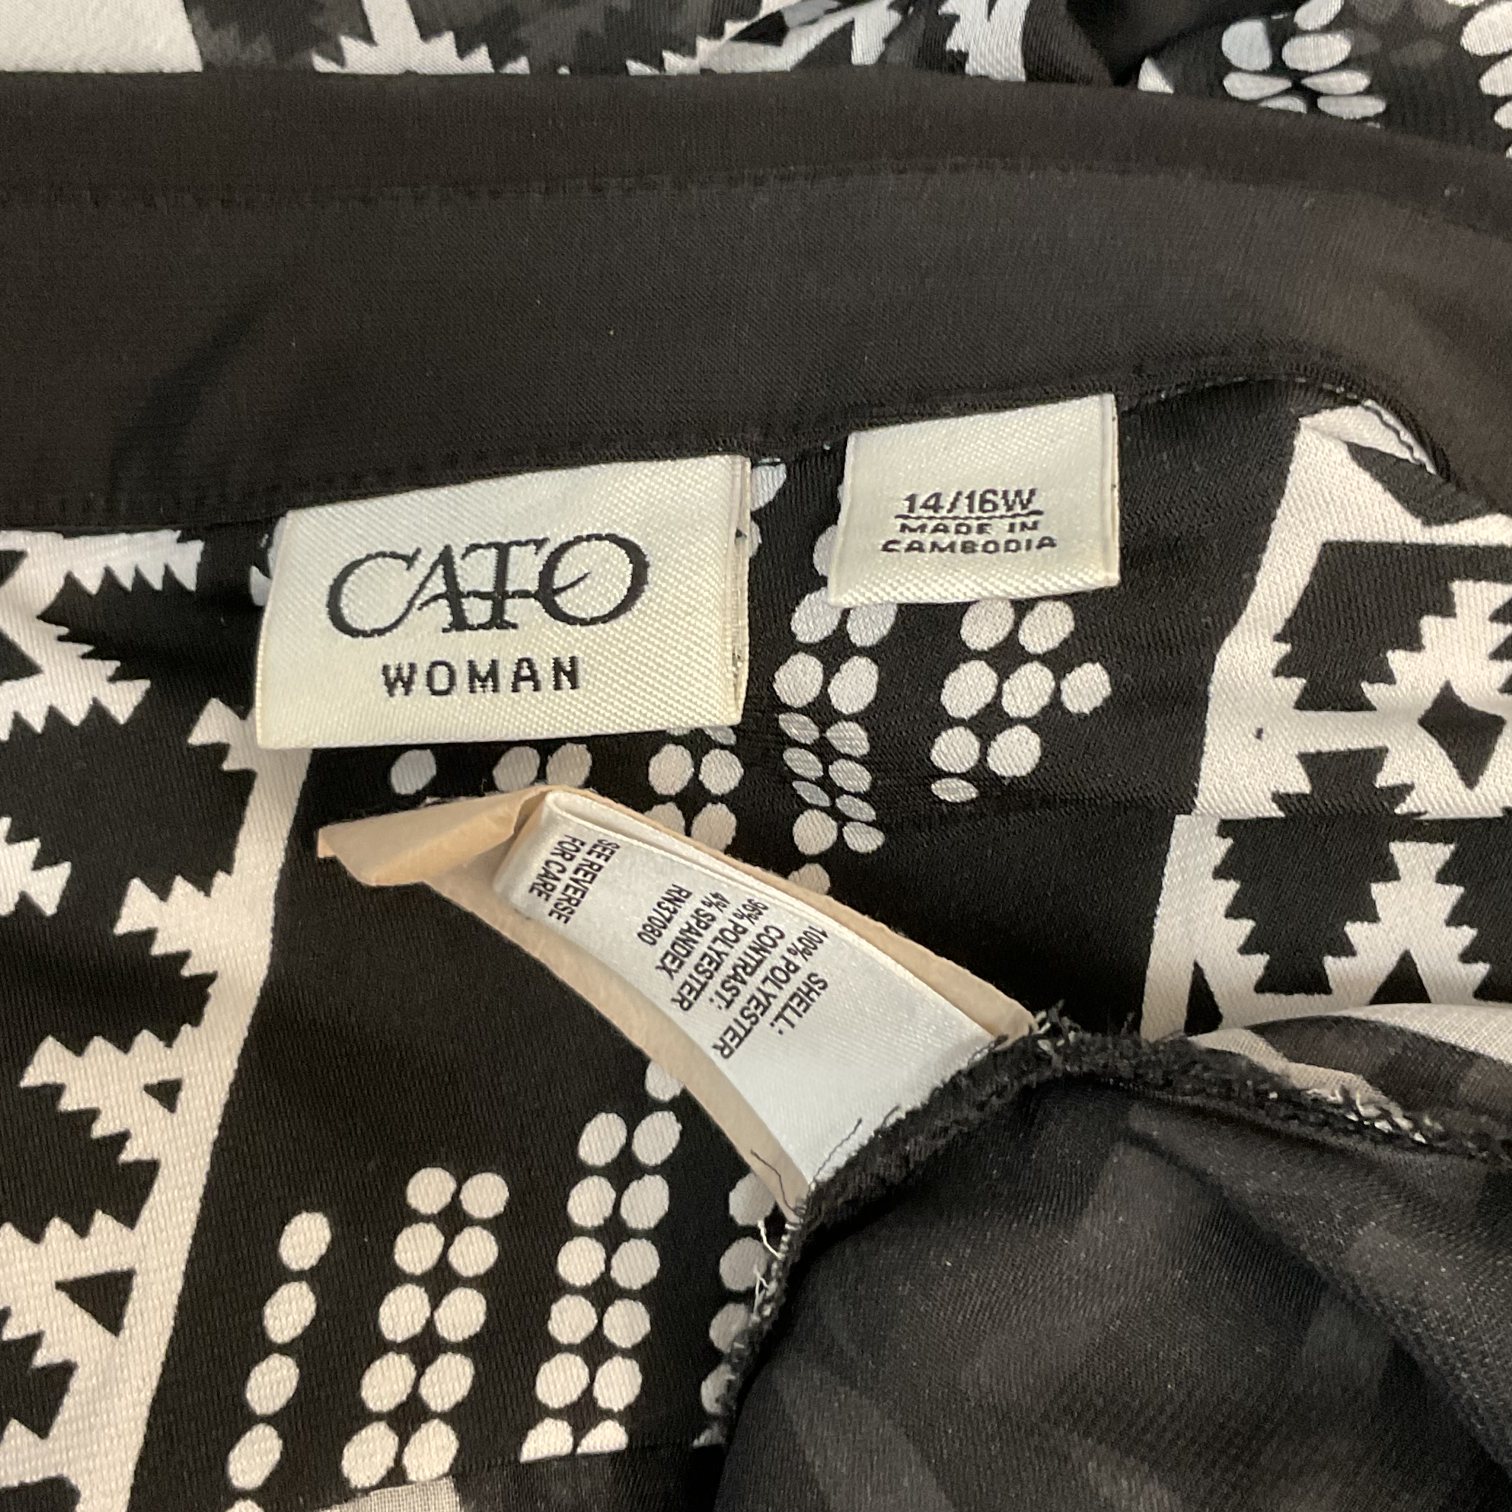 CATO
WOMAN
14/16W
MADE IN
CAMBODIA
SHELL:
100% POLYESTER
CONTRAST:
96% POLYESTER
4% SPANDEX
RN37080
SEE REVERSE
FOR CARE